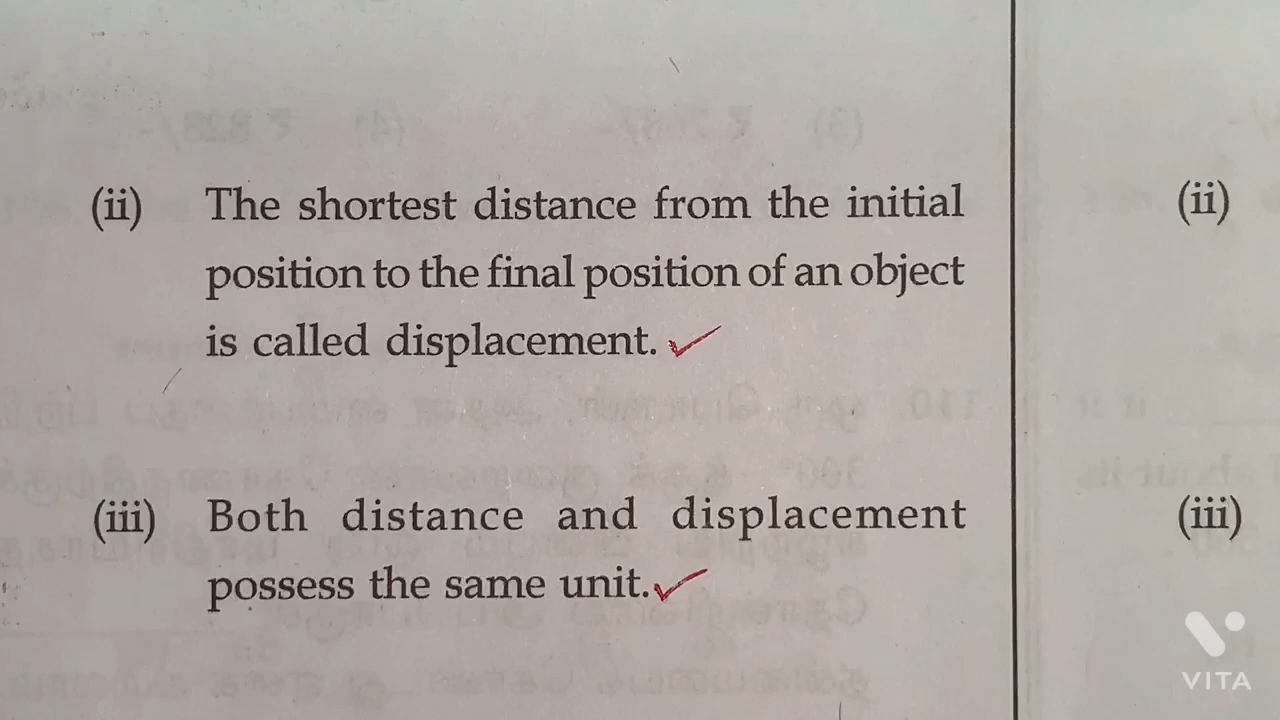 (ii) The shortest distance from the initial
position to the final position of an object
is called displacement.
(iii) Both distance and displacement
possess the same unit.
(ii)
(iii)
VITA